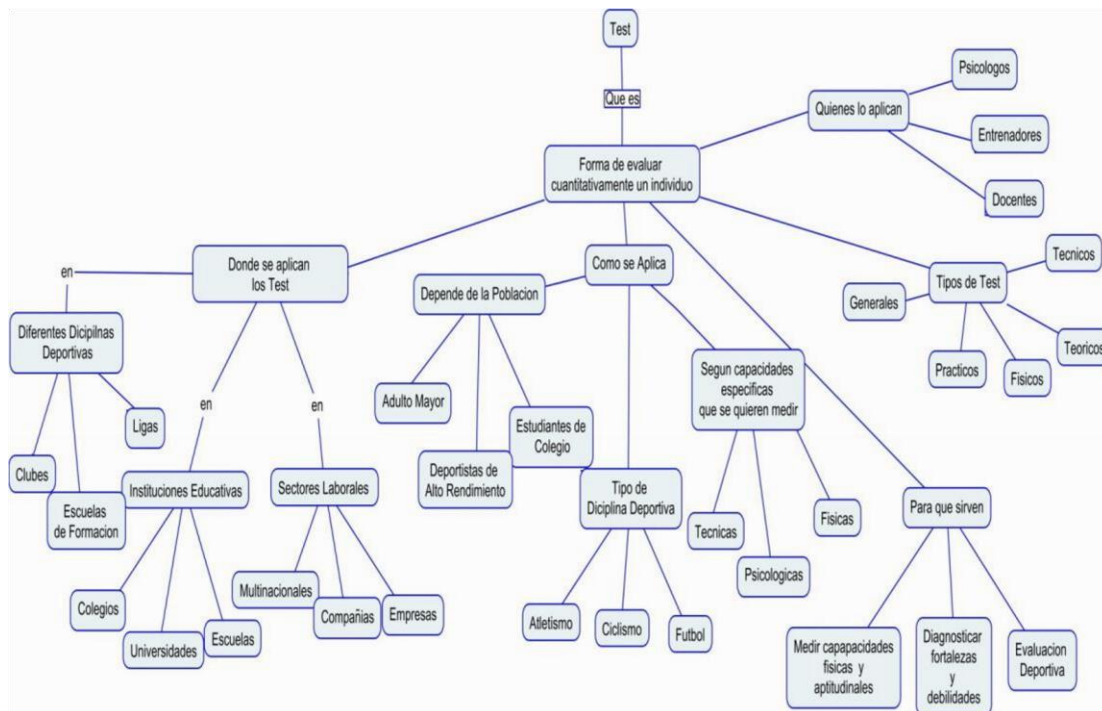 Test
Que es
Forma de evaluar
cuantitativamente un individuo
Quienes lo aplican
Psicologos
Entrenadores
Docentes
Tipos de Test
Tecnicos
Generales
Teoricos
Practicos
Fisicos
Donde se aplican
los Test
en
Diferentes Dicipilnas
Deportivas
Clubes
Escuelas
de Formacion
Ligas
en
Instituciones Educativas
Colegios
Universidades
Escuelas
en
Sectores Laborales
Multinacionales
Compañias
Empresas
Como se Aplica
Depende de la Poblacion
Adulto Mayor
Deportistas de
Alto Rendimiento
Estudiantes de
Colegio
Tipo de
Diciplina Deportiva
Atletismo
Ciclismo
Futbol
Segun capacidades
especificas
que se quieren medir
Tecnicas
Psicologicas
Fisicas
Para que sirven
Medir capapacidades
fisicas y
aptitudinales
Diagnosticar
fortalezas
y
debilidades
Evaluacion
Deportiva